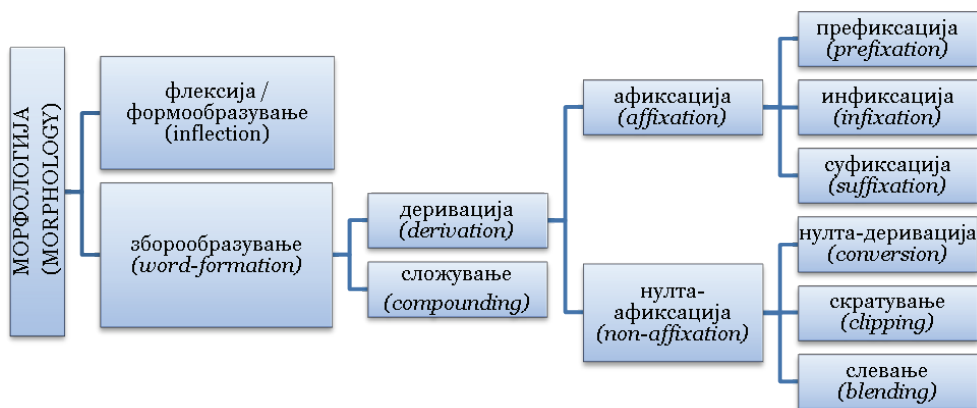 МОРФОЛОГИЈА
(MORPHOLOGY)
флексија /
формообразување
(inflection)
зборообразување
(word-formation)
деривација
(derivation)
сложување
(compounding)
афиксација
(affixation)
нулта-
афиксација
(non-affixation)
префиксација
(prefixation)
инфиксација
(infixation)
суфиксација
(suffixation)
нулта-деривација
(conversion)
скратување
(clipping)
слевање
(blending)